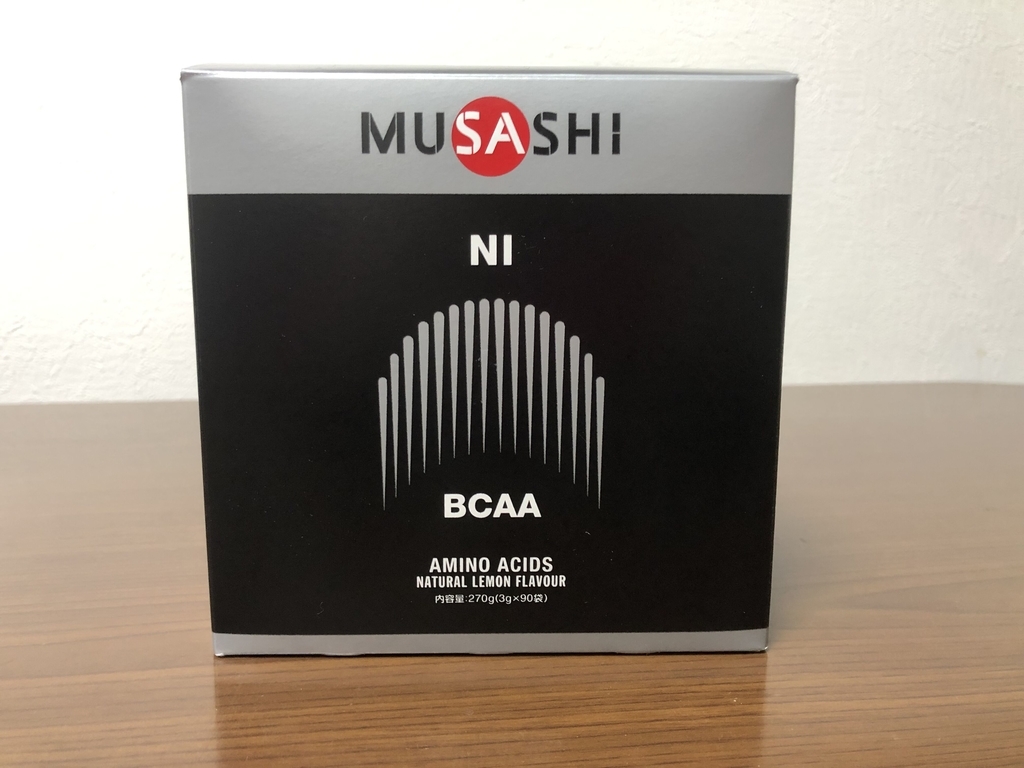 MUSASHI
NI
BCAA
AMINO ACIDS
NATURAL LEMON FLAVOUR
内容量:270g(3g×90袋)